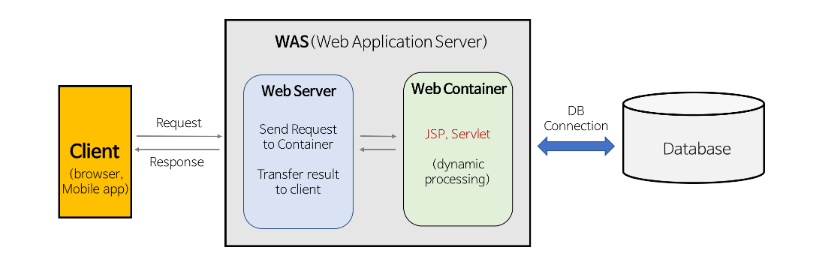 WAS(Web Application Server)
Client
(browser,
Mobile app)
Request
Response
Web Server
Send Request
to Container
Transfer result
to client
Web Container
JSP, Servlet
(dynamic
processing)
DB
Connection
Database